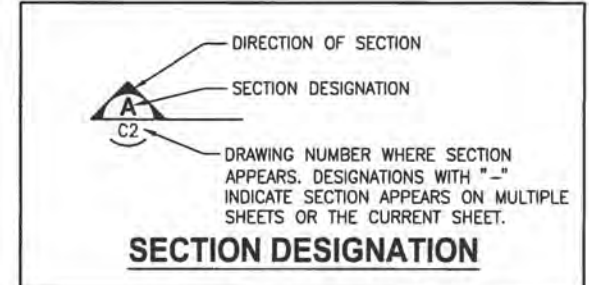 DIRECTION OF SECTION
A
SECTION DESIGNATION
C2
DRAWING NUMBER WHERE SECTION
APPEARS. DESIGNATIONS WITH "-"
INDICATE SECTION APPEARS ON MULTIPLE
SHEETS OR THE CURRENT SHEET.
SECTION DESIGNATION